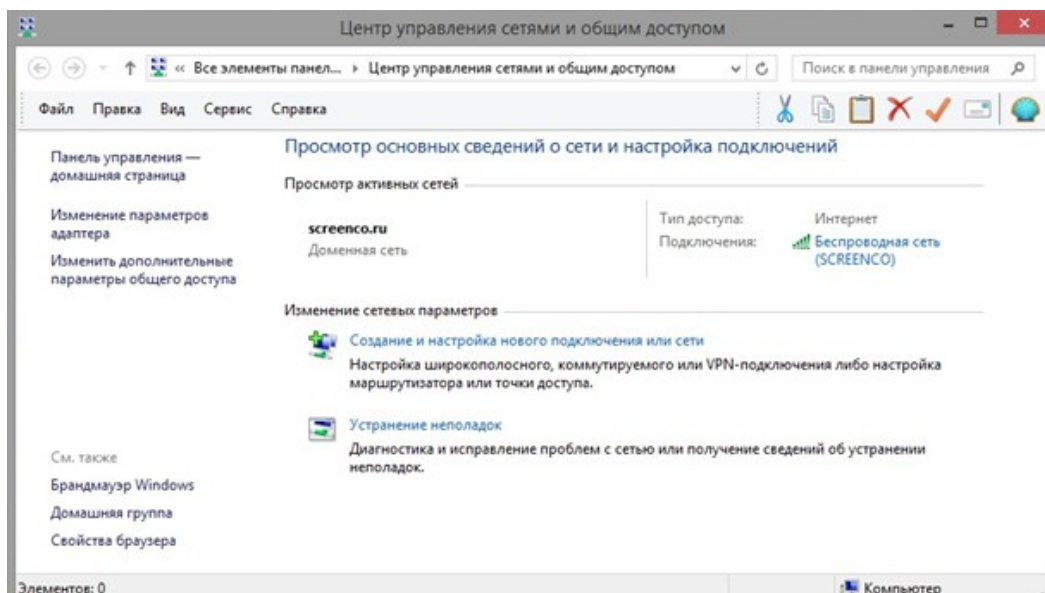 Центр управления сетями и общим доступом
« Все элементы панел... Центр управления сетями и общим доступом
Поиск в панели управления
Файл Правка Вид Сервис Справка
Панель управления —
домашняя страница
Изменение параметров
адаптера
Изменить дополнительные
параметры общего доступа
Просмотр основных сведений о сети и настройка подключений
Просмотр активных сетей
screenco.ru
Доменная сеть
Тип доступа: Интернет
Подключения: Беспроводная сеть
(SCREENCO)
Изменение сетевых параметров
Создание и настройка нового подключения или сети
Настройка широкополосного, коммутируемого или VPN-подключения либо настройка
маршрутизатора или точки доступа.
Устранение неполадок
Диагностика и исправление проблем с сетью или получение сведений об устранении
неполадок.
См. также
Брандмауэр Windows
Домашняя группа
Свойства браузера
Элементов: 0
Компьютер